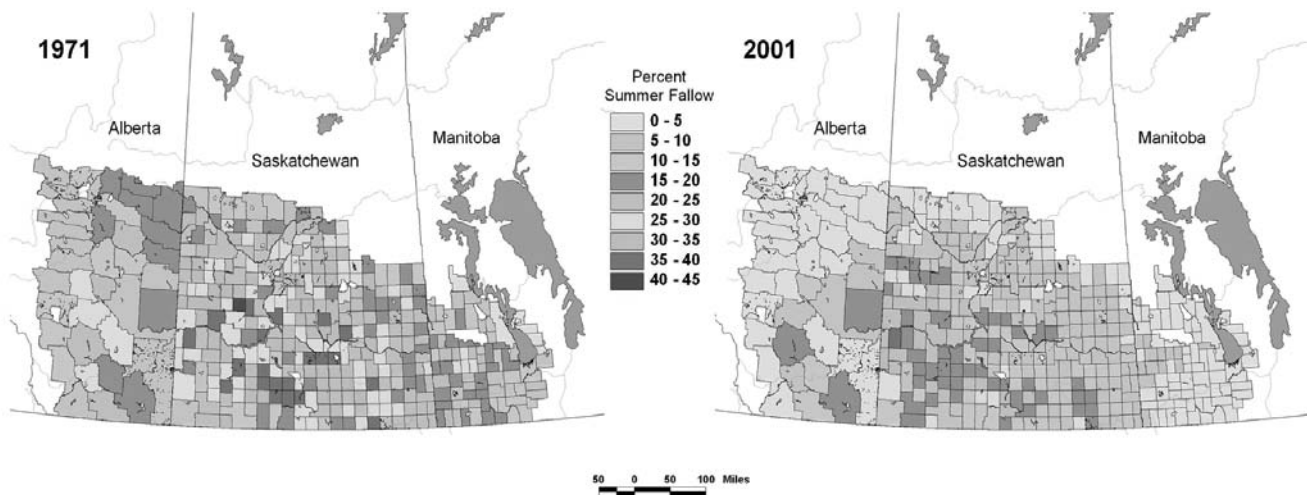 1971
Alberta
Saskatchewan
Manitoba
Percent
Summer Fallow
0 - 5
5 - 10
10 - 15
15 - 20
20 - 25
25 - 30
30 - 35
35 - 40
40 - 45
2001
Alberta
Saskatchewan
Manitoba
50 0 50 100 Miles